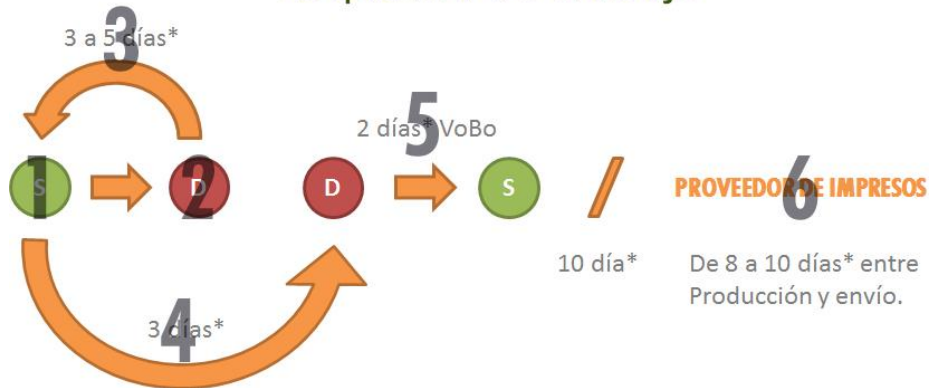 3 a 5 días*
3
5
2 días* VoBo
S
1
D
2
D
S
/
PROVEEDOR DE IMPRESOS
6
10 día*
De 8 a 10 días* entre
Producción y envío.
3 días*
4